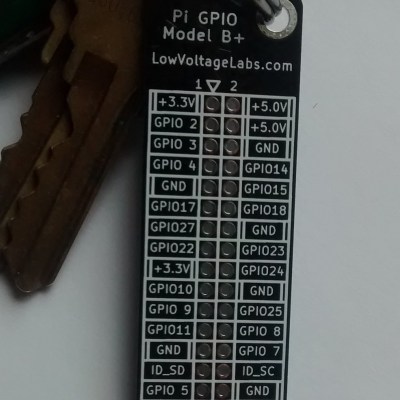 Pi GPIO
Model B+
LowVoltageLabs.com
1 2
+3.3V +5.0V
GPIO 2 +5.0V
GPIO 3 GND
GPIO 4 GPIO14
GND GPIO15
GPIO17 GPIO18
GPIO27 GND
GPIO22 GPIO23
+3.3V GPIO24
GPIO10 GND
GPIO 9 GPIO25
GPIO11 GPIO 8
GND GPIO 7
ID_SD ID_SC
GPIO 5 GND